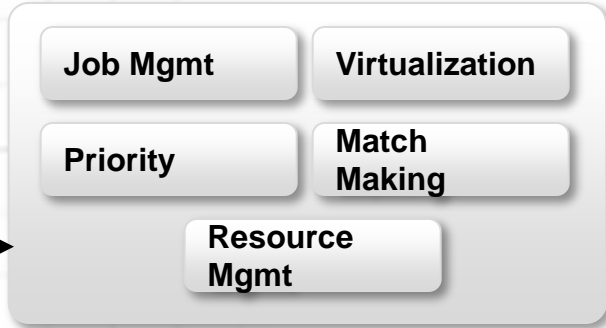 Job Mgmt
Virtualization
Priority
Match
Making
Resource
Mgmt